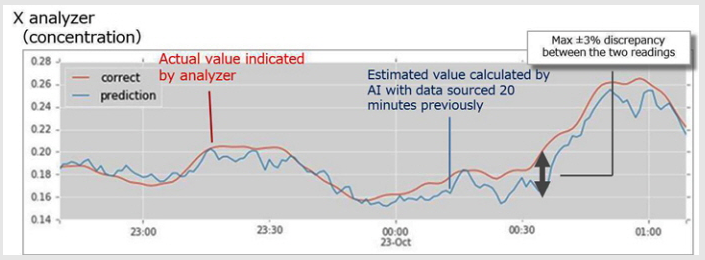 X analyzer
(concentration)
Max ±3% discrepancy
between the two readings
Actual value indicated
by analyzer
Estimated value calculated by
AI with data sourced 20
minutes previously
correct
prediction
0.28
0.26
0.24
0.22
0.20
0.18
0.16
0.14
23:00
23:30
00:00
23-Oct
00:30
01:00